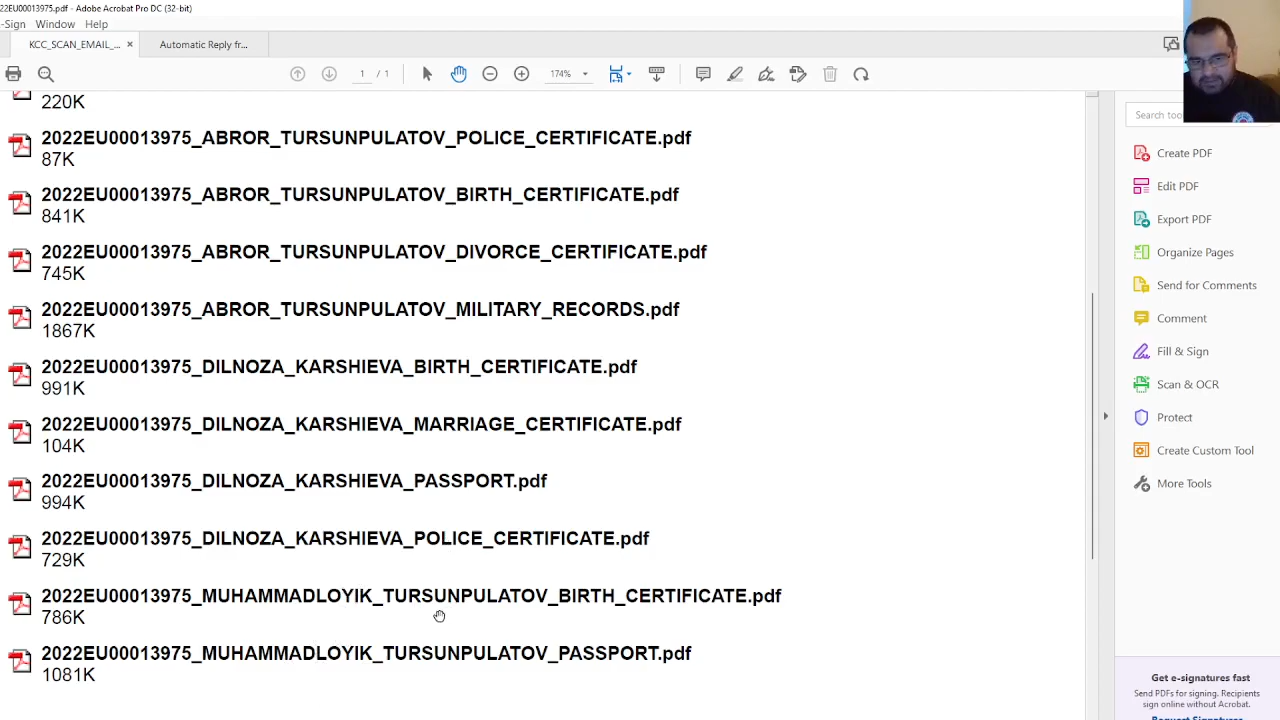 22EU00013975.pdf - Adobe Acrobat Pro DC (32-bit)
-Sign Window Help
KCC_SCAN_EMAIL_... × Automatic Reply fr...
1 / 1 174%
220K
2022EU00013975_ABROR_TURSUNPULATOV_POLICE_CERTIFICATE.pdf
87K
2022EU00013975_ABROR_TURSUNPULATOV_BIRTH_CERTIFICATE.pdf
841K
2022EU00013975_ABROR_TURSUNPULATOV_DIVORCE_CERTIFICATE.pdf
745K
2022EU00013975_ABROR_TURSUNPULATOV_MILITARY_RECORDS.pdf
1867K
2022EU00013975_DILNOZA_KARSHIEVA_BIRTH_CERTIFICATE.pdf
991K
2022EU00013975_DILNOZA_KARSHIEVA_MARRIAGE_CERTIFICATE.pdf
104K
2022EU00013975_DILNOZA_KARSHIEVA_PASSPORT.pdf
994K
2022EU00013975_DILNOZA_KARSHIEVA_POLICE_CERTIFICATE.pdf
729K
2022EU00013975_MUHAMMADLOYIK_TURSUNPULATOV_BIRTH_CERTIFICATE.pdf
786K
2022EU00013975_MUHAMMADLOYIK_TURSUNPULATOV_PASSPORT.pdf
1081K
Search too
Create PDF
Edit PDF
Export PDF
Organize Pages
Send for Comments
Comment
Fill & Sign
Scan & OCR
Protect
Create Custom Tool
More Tools
Get e-signatures fast
Send PDFs for signing. Recipients
sign online without Acrobat.
Request Signatures